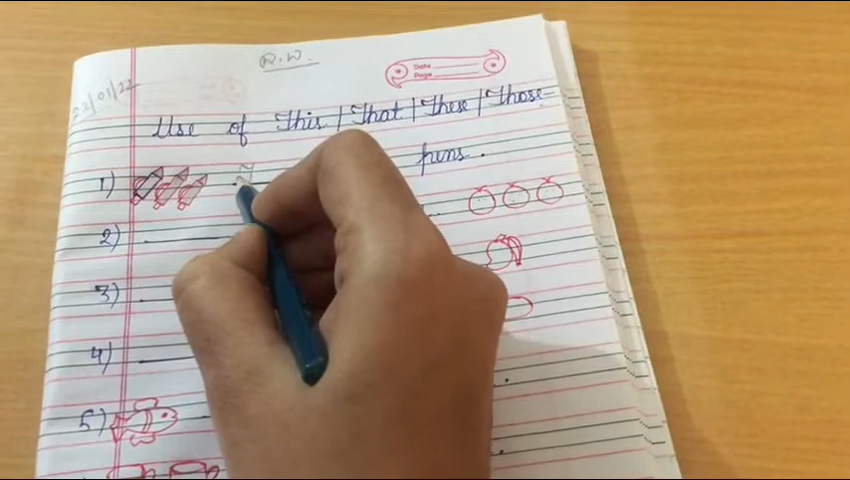 R.W.
Date
Page
22/01/22
Use of This | That | These | Those
1) pens.
2)
3)
4)
5)